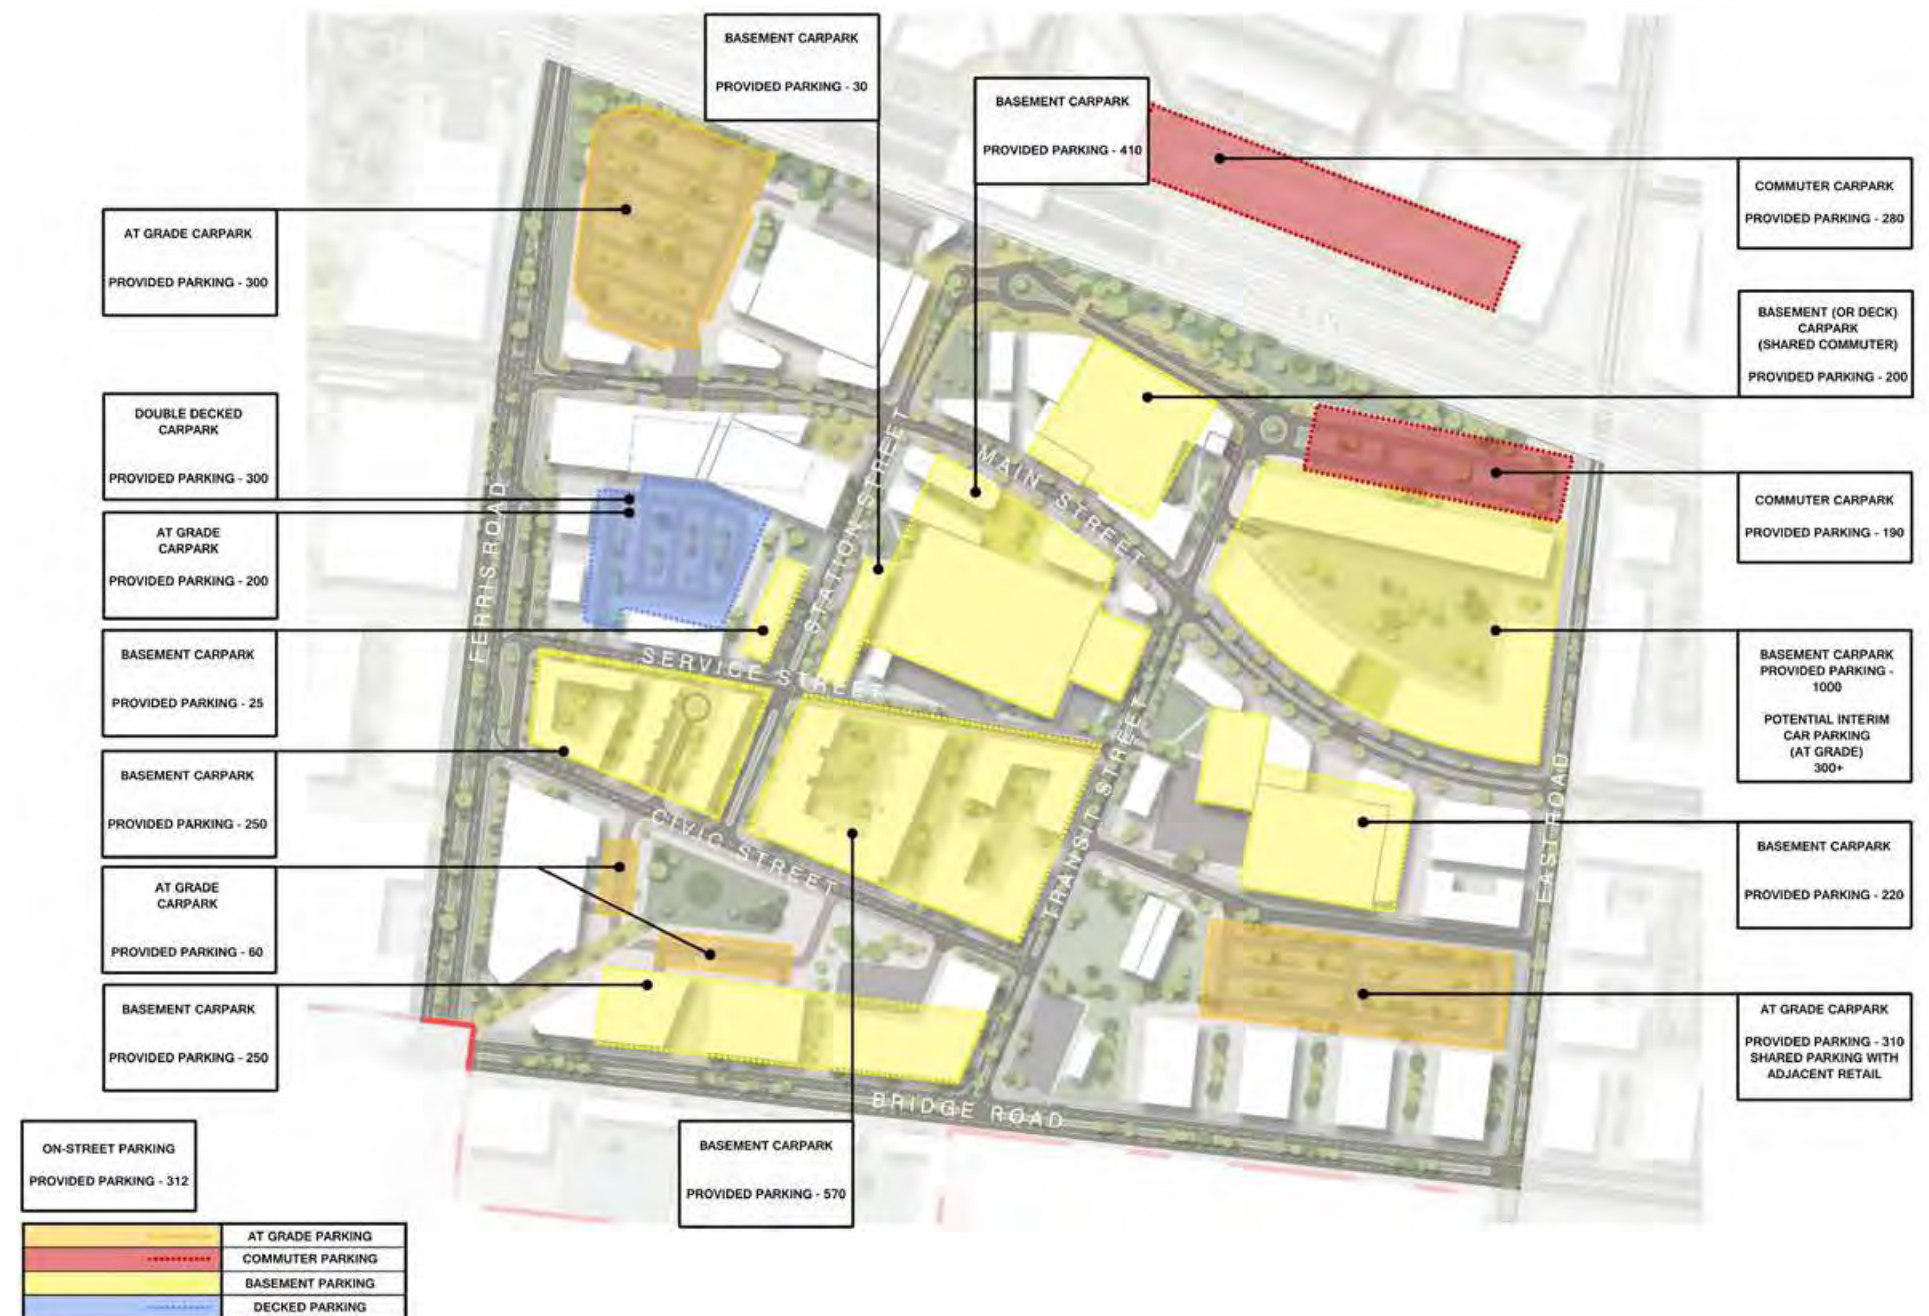 BASEMENT CARPARK
PROVIDED PARKING - 30
BASEMENT CARPARK
PROVIDED PARKING - 410
COMMUTER CARPARK
PROVIDED PARKING - 280
AT GRADE CARPARK
PROVIDED PARKING - 300
BASEMENT (OR DECK)
CARPARK
(SHARED COMMUTER)
PROVIDED PARKING - 200
DOUBLE DECKED
CARPARK
PROVIDED PARKING - 300
COMMUTER CARPARK
PROVIDED PARKING - 190
AT GRADE
CARPARK
PROVIDED PARKING - 200
BASEMENT CARPARK
PROVIDED PARKING - 25
BASEMENT CARPARK
PROVIDED PARKING -
1000
POTENTIAL INTERIM
CAR PARKING
(AT GRADE)
300+
BASEMENT CARPARK
PROVIDED PARKING - 250
BASEMENT CARPARK
PROVIDED PARKING - 220
AT GRADE
CARPARK
PROVIDED PARKING - 60
BASEMENT CARPARK
PROVIDED PARKING - 250
AT GRADE CARPARK
PROVIDED PARKING - 310
SHARED PARKING WITH
ADJACENT RETAIL
BASEMENT CARPARK
PROVIDED PARKING - 570
FERRIS ROAD
STATION STREET
MAIN STREET
SERVICE STREET
CIVIC STREET
TRANSIT STREET
EAST ROAD
BRIDGE ROAD
ON-STREET PARKING
PROVIDED PARKING - 312
AT GRADE PARKING
COMMUTER PARKING
BASEMENT PARKING
DECKED PARKING